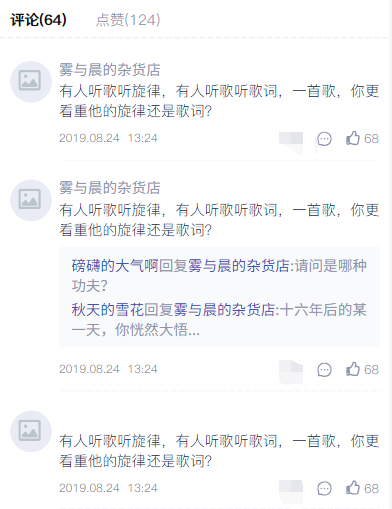 评论(64) 点赞(124)
雾与晨的杂货店
有人听歌听旋律，有人听歌听歌词，一首歌，你更
看重他的旋律还是歌词？
2019.08.24 13:24 68
雾与晨的杂货店
有人听歌听旋律，有人听歌听歌词，一首歌，你更
看重他的旋律还是歌词？
磅礴的大气啊回复雾与晨的杂货店:请问是哪种
功夫？
秋天的雪花回复雾与晨的杂货店:十六年后的某
一天，你恍然大悟...
2019.08.24 13:24 68
有人听歌听旋律，有人听歌听歌词，一首歌，你更
看重他的旋律还是歌词？
2019.08.24 13:24 68